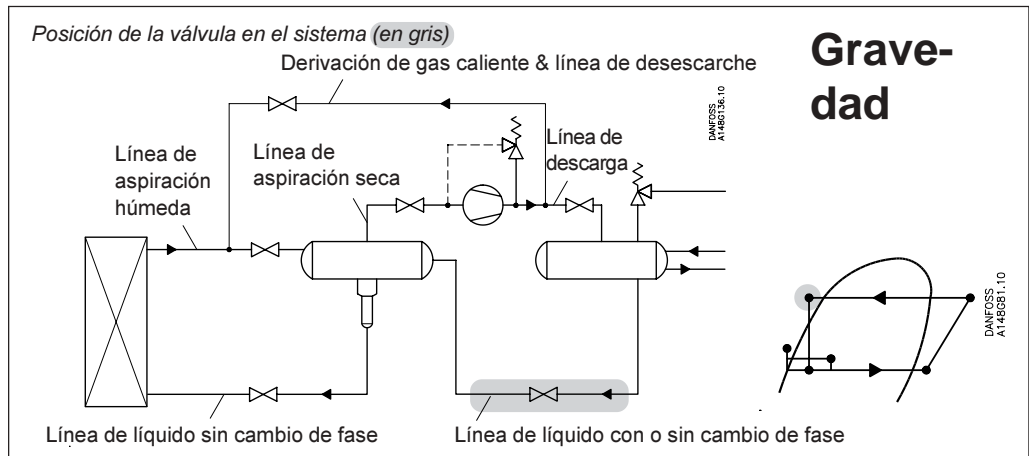 Posición de la válvula en el sistema (en gris)
Derivación de gas caliente & línea de desescarche
Grave-
dad
DANFOSS
A148G136.10
Línea de
aspiración
húmeda
Línea de
aspiración seca
Línea de
descarga
DANFOSS
A148G81.10
Línea de líquido sin cambio de fase
Línea de líquido con o sin cambio de fase